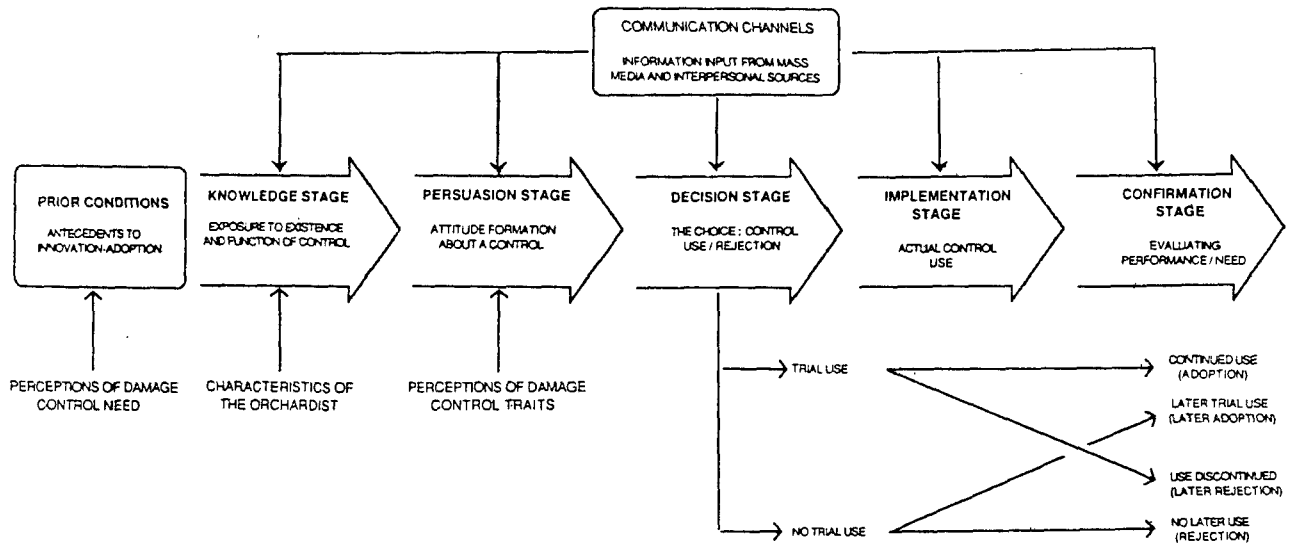 COMMUNICATION CHANNELS
INFORMATION INPUT FROM MASS
MEDIA AND INTERPERSONAL SOURCES
PRIOR CONDITIONS
ANTECEDENTS TO
INNOVATION-ADOPTION
KNOWLEDGE STAGE
EXPOSURE TO EXISTENCE
AND FUNCTION OF CONTROL
PERSUASION STAGE
ATTITUDE FORMATION
ABOUT A CONTROL
DECISION STAGE
THE CHOICE: CONTROL
USE / REJECTION
IMPLEMENTATION
STAGE
ACTUAL CONTROL
USE
CONFIRMATION
STAGE
EVALUATING
PERFORMANCE / NEED
PERCEPTIONS OF DAMAGE
CONTROL NEED
CHARACTERISTICS OF
THE ORCHARDIST
PERCEPTIONS OF DAMAGE
CONTROL TRAITS
TRIAL USE
NO TRIAL USE
CONTINUED USE
(ADOPTION)
LATER TRIAL USE
(LATER ADOPTION)
USE DISCONTINUED
(LATER REJECTION)
NO LATER USE
(REJECTION)